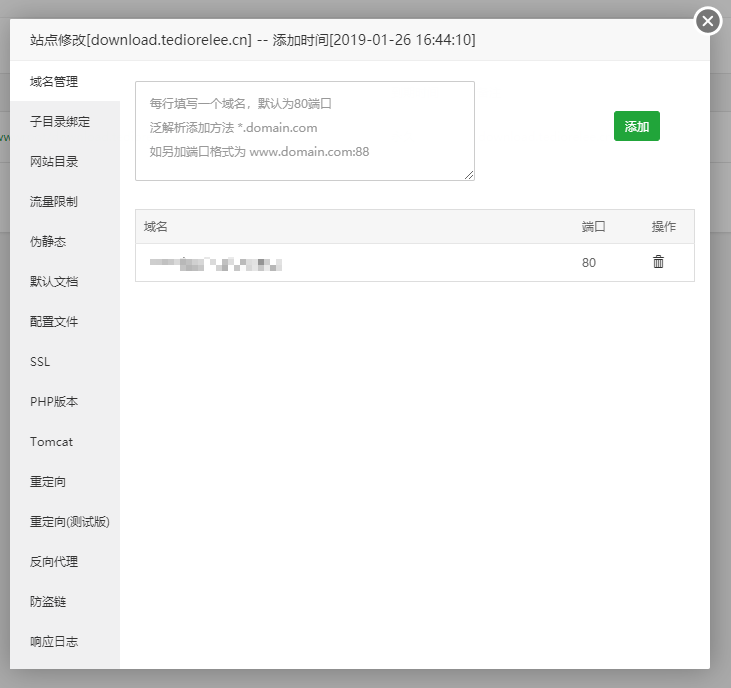 站点修改[download.tediorelee.cn] -- 添加时间[2019-01-26 16:44:10]
域名管理
子目录绑定
网站目录
流量限制
伪静态
默认文档
配置文件
SSL
PHP版本
Tomcat
重定向
重定向(测试版)
反向代理
防盗链
响应日志
每行填写一个域名，默认为80端口
泛解析添加方法 *.domain.com
如另加端口格式为 www.domain.com:88
添加
域名 端口 操作
80